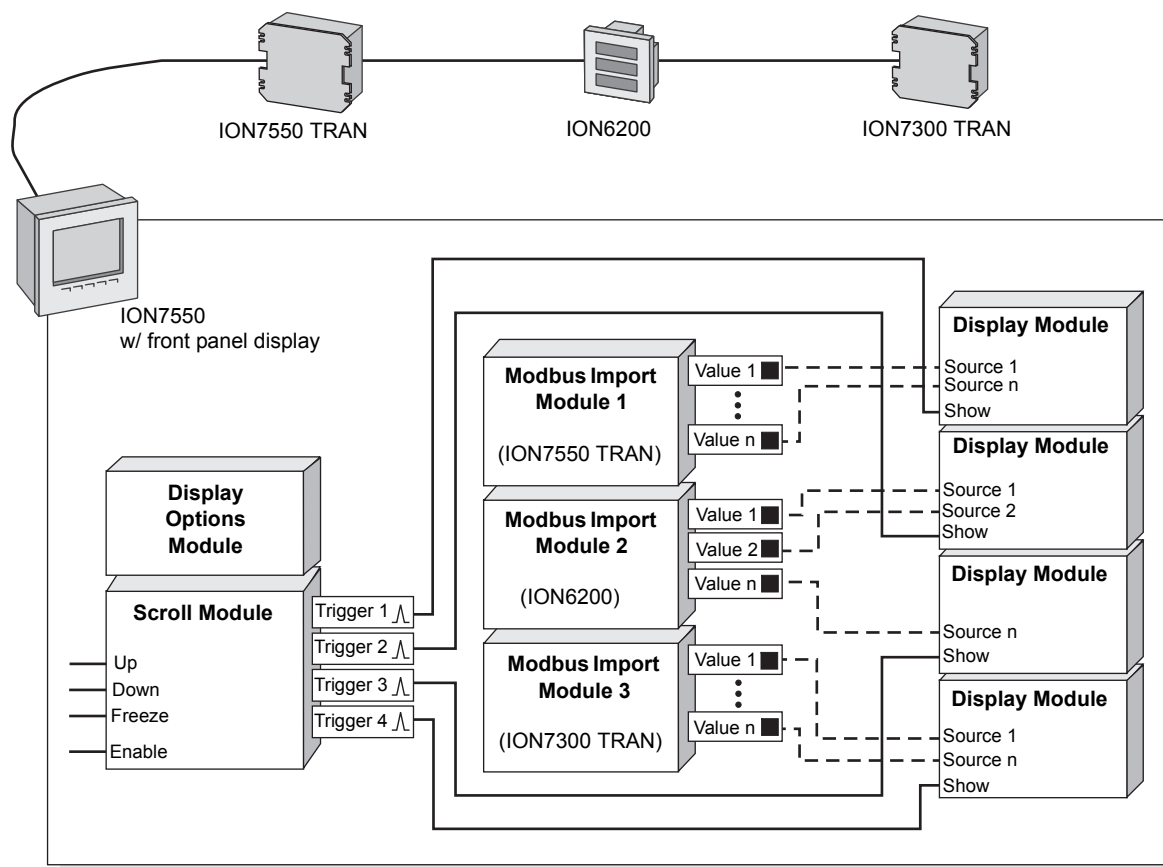 ION7550 TRAN
ION6200
ION7300 TRAN
ION7550
w/ front panel display
Display
Options
Module
Scroll Module
Up
Down
Freeze
Enable
Trigger 1
Trigger 2
Trigger 3
Trigger 4
Modbus Import
Module 1
(ION7550 TRAN)
Value 1
Value n
Modbus Import
Module 2
(ION6200)
Value 1
Value 2
Value n
Modbus Import
Module 3
(ION7300 TRAN)
Value 1
Value n
Display Module
Source 1
Source n
Show
Display Module
Source 1
Source 2
Show
Display Module
Source n
Show
Display Module
Source 1
Source n
Show